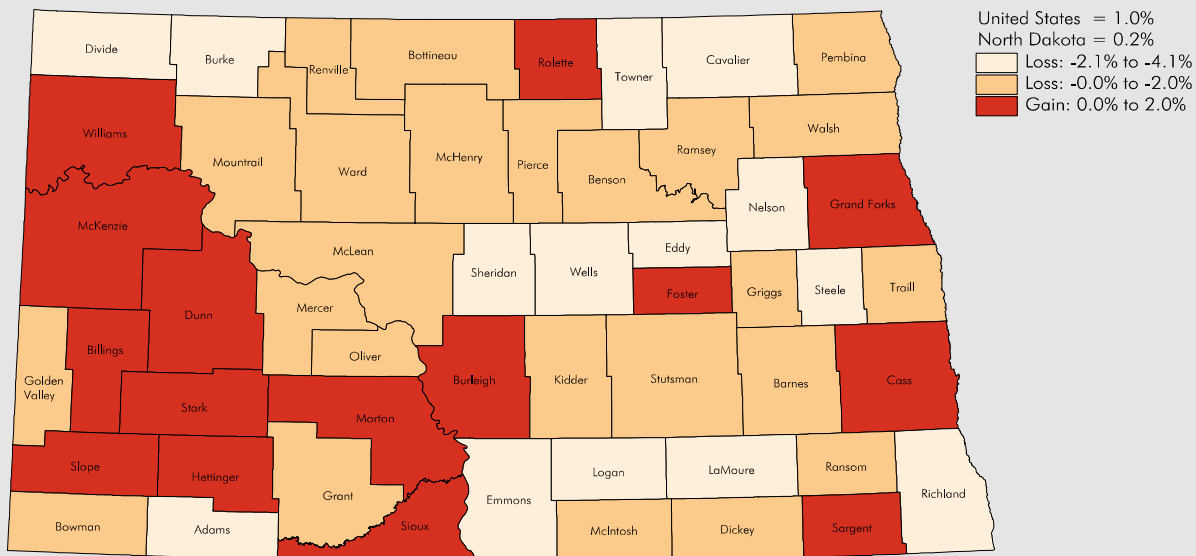 United States = 1.0%
North Dakota = 0.2%
Loss: -2.1% to -4.1%
Loss: -0.0% to -2.0%
Gain: 0.0% to 2.0%
Divide
Burke
Renville
Bottineau
Rolette
Towner
Cavalier
Pembina
Williams
Mountrail
Ward
McHenry
Pierce
Benson
Ramsey
Walsh
Nelson
Grand Forks
McKenzie
McLean
Sheridan
Wells
Eddy
Foster
Griggs
Steele
Traill
Dunn
Mercer
Oliver
Billings
Golden
Valley
Stark
Morton
Burleigh
Kidder
Stutsman
Barnes
Cass
Slope
Hettinger
Grant
Sioux
Emmons
Logan
LaMoure
Ransom
Richland
Bowman
Adams
McIntosh
Dickey
Sargent